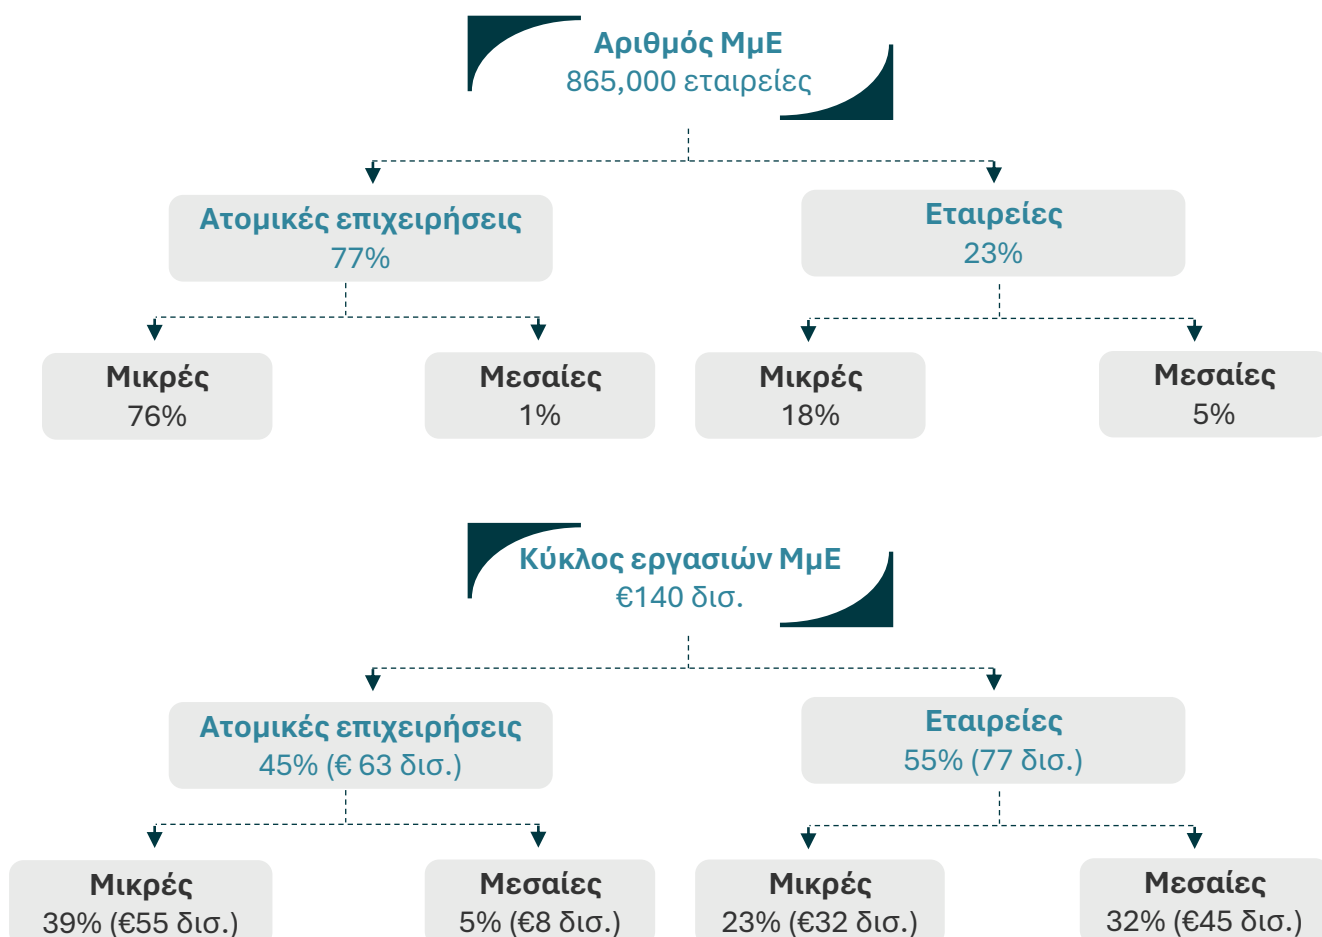 Αριθμός ΜμΕ
865,000 εταιρείες
Ατομικές επιχειρήσεις
77%
Εταιρείες
23%
Μικρές
76%
Μεσαίες
1%
Μικρές
18%
Μεσαίες
5%
Κύκλος εργασιών ΜμΕ
€140 δισ.
Ατομικές επιχειρήσεις
45% (€ 63 δισ.)
Εταιρείες
55% (77 δισ.)
Μικρές
39% (€55 δισ.)
Μεσαίες
5% (€8 δισ.)
Μικρές
23% (€32 δισ.)
Μεσαίες
32% (€45 δισ.)